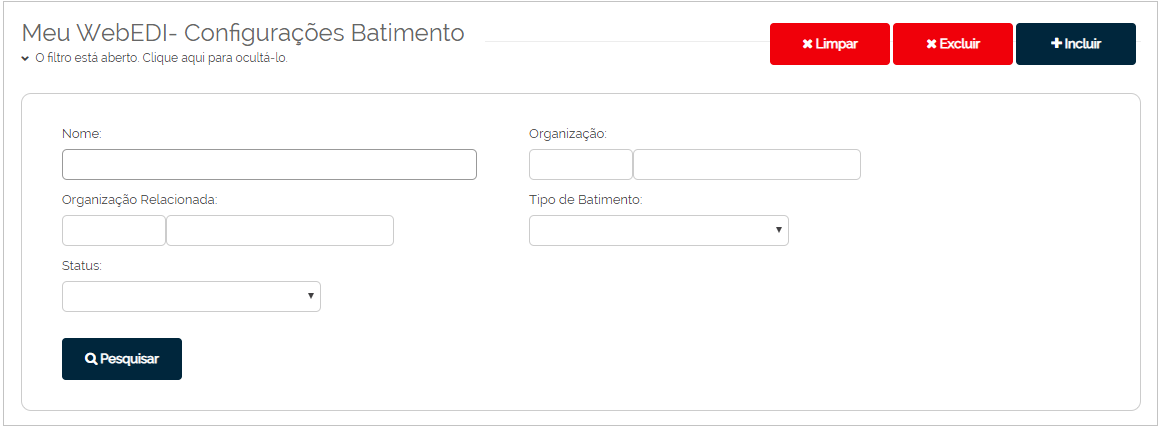 Meu WebEDI- Configurações Batimento
Limpar
Excluir
Incluir
O filtro está aberto. Clique aqui para ocultá-lo.
Nome:
Organização:
Organização Relacionada:
Tipo de Batimento:
Status:
Pesquisar